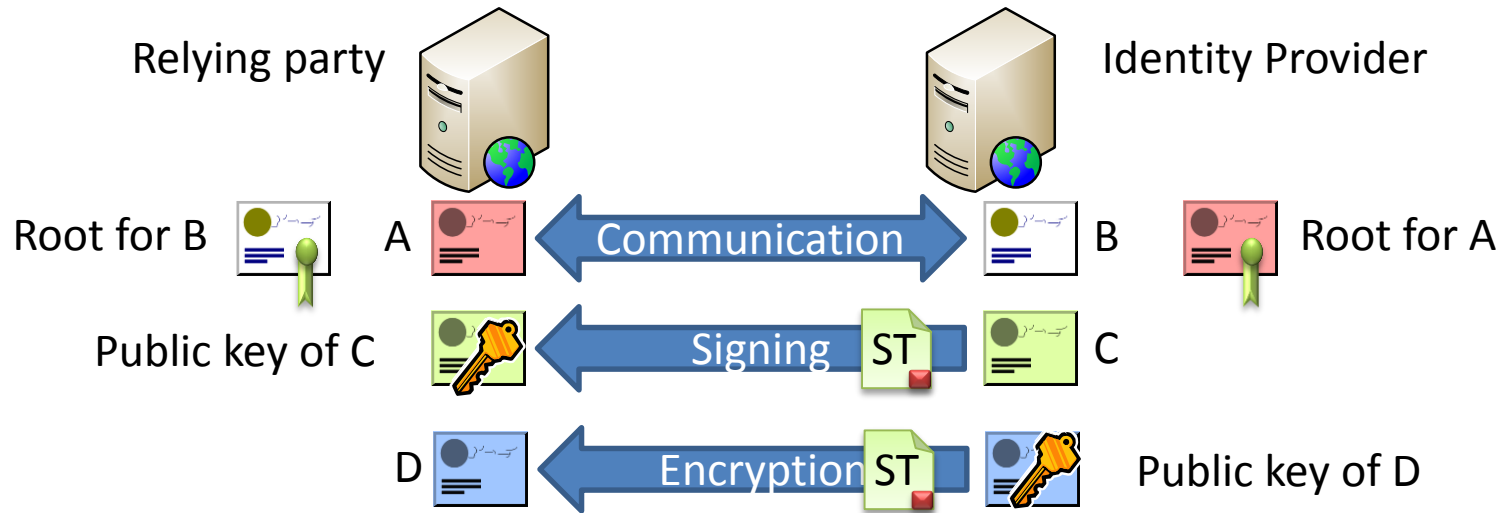 Relying party
Identity Provider
Root for B
A
Communication
B
Root for A
Public key of C
Signing
ST
C
D
Encryption
ST
Public key of D